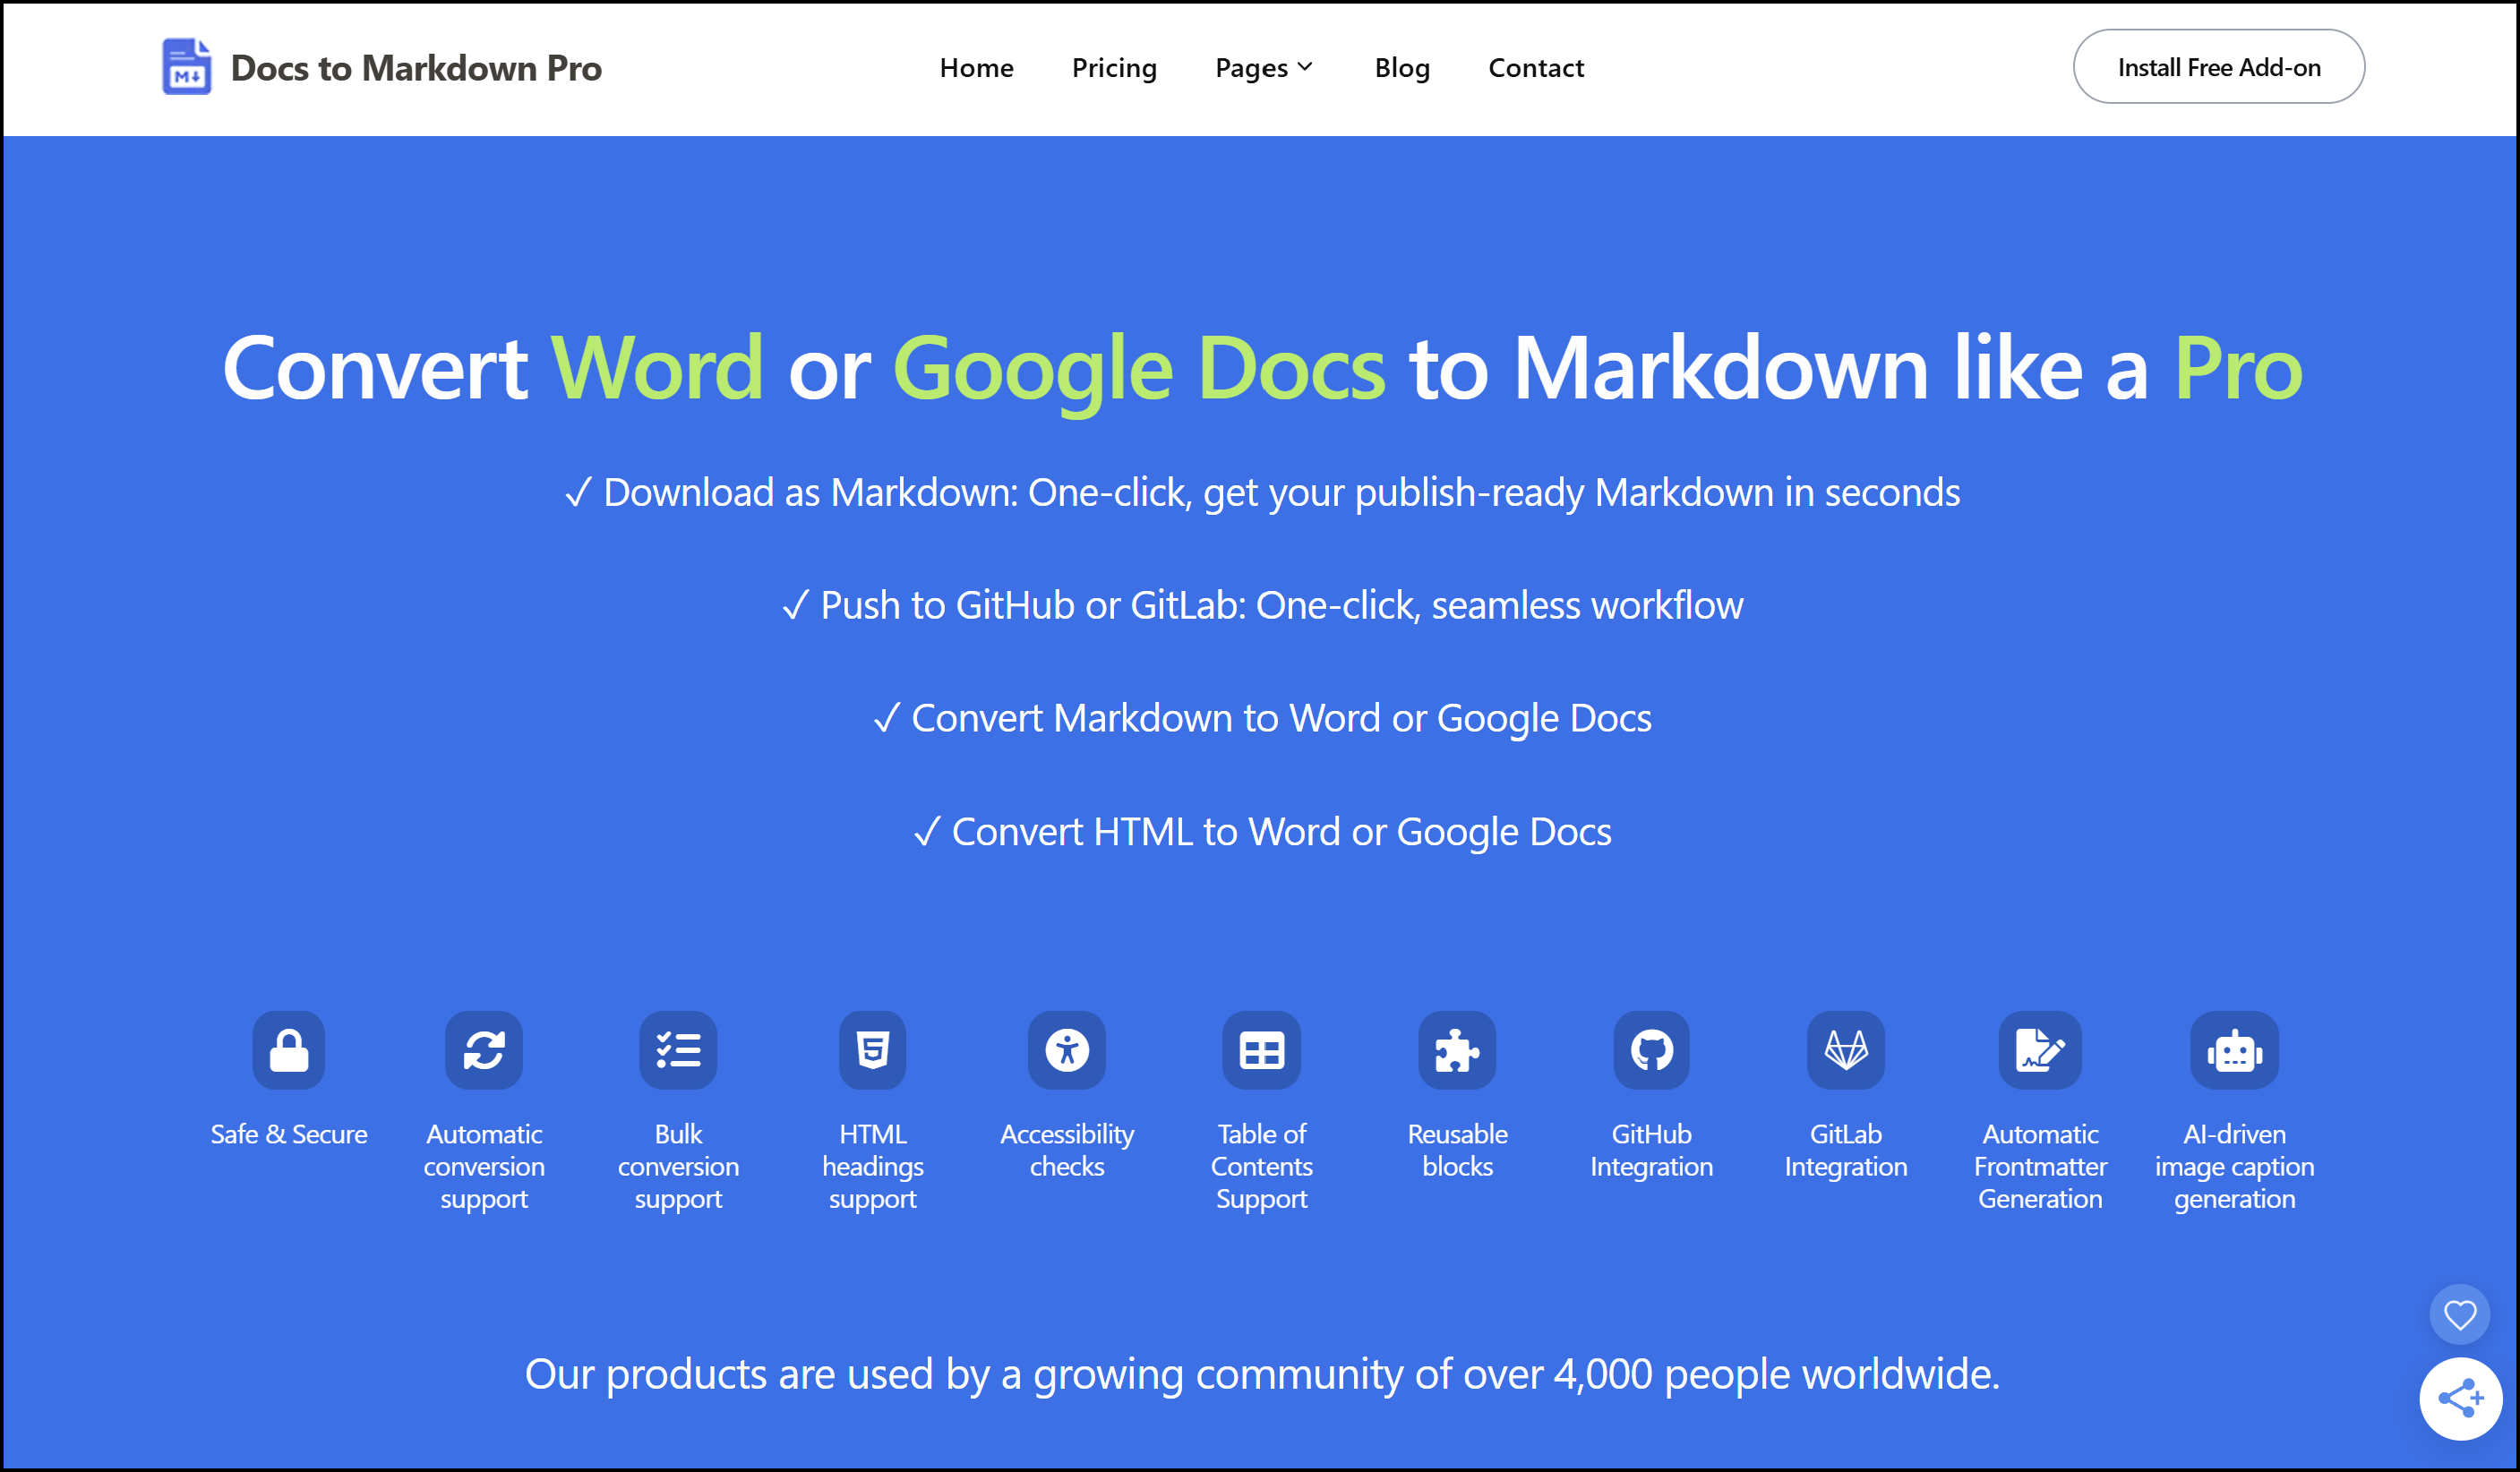 Docs to Markdown Pro
Home Pricing Pages Blog Contact
Install Free Add-on
Convert Word or Google Docs to Markdown like a Pro
✓ Download as Markdown: One-click, get your publish-ready Markdown in seconds
✓ Push to GitHub or GitLab: One-click, seamless workflow
✓ Convert Markdown to Word or Google Docs
✓ Convert HTML to Word or Google Docs
Safe & Secure
Automatic
conversion
support
Bulk
conversion
support
HTML
headings
support
Accessibility
checks
Table of
Contents
Support
Reusable
blocks
GitHub
Integration
GitLab
Integration
Automatic
Frontmatter
Generation
AI-driven
image caption
generation
Our products are used by a growing community of over 4,000 people worldwide.